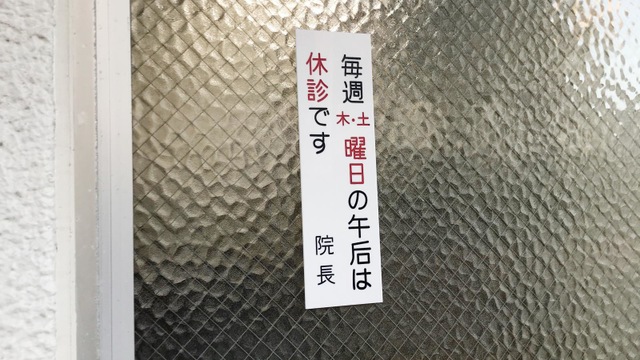 毎週木・土曜日の午后は
休診です
院長